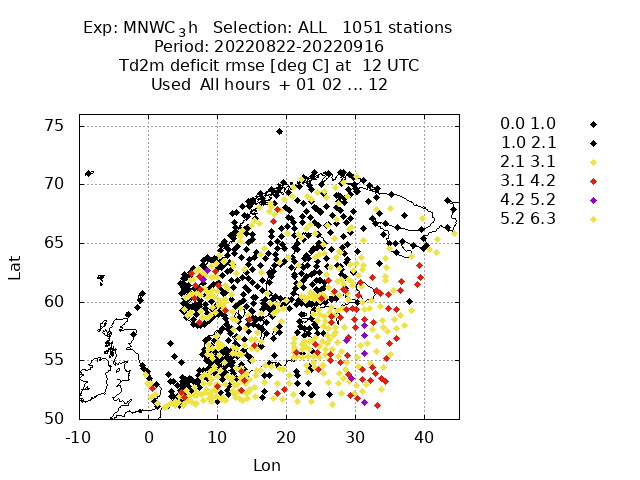 Exp: MNWC_3h   Selection: ALL   1051 stations
Period: 20220822-20220916
Td2m deficit rmse [deg C] at  12 UTC
Used  All hours  + 01 02 ... 12
0.0 1.0
1.0 2.1
2.1 3.1
3.1 4.2
4.2 5.2
5.2 6.3
75
70
65
60
55
50
Lat
-10 0 10 20 30 40
Lon